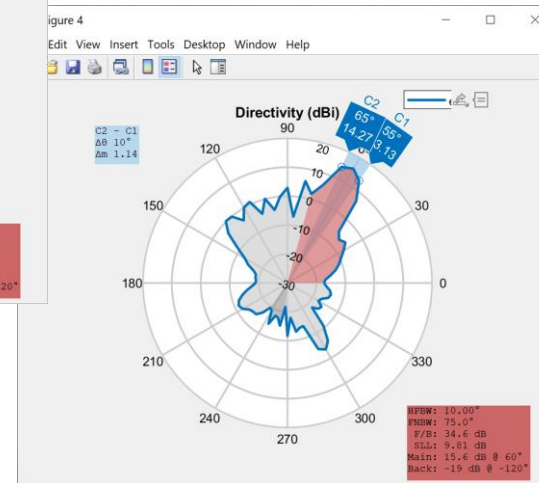 igure 4
Edit View Insert Tools Desktop Window Help
Directivity (dBi)
C2 - C1
Δθ 10°
Δm 1.14
C2
65°
14.27
C1
55°
3.13
90
120
150
180
210
240
270
300
330
0
30
20
10
0
-10
-20
-30
20°
HPBW: 10.00°
FNBW: 75.0°
F/B: 34.6 dB
SLL: 9.81 dB
Main: 15.6 dB @ 60°
Back: -19 dB @ -120°